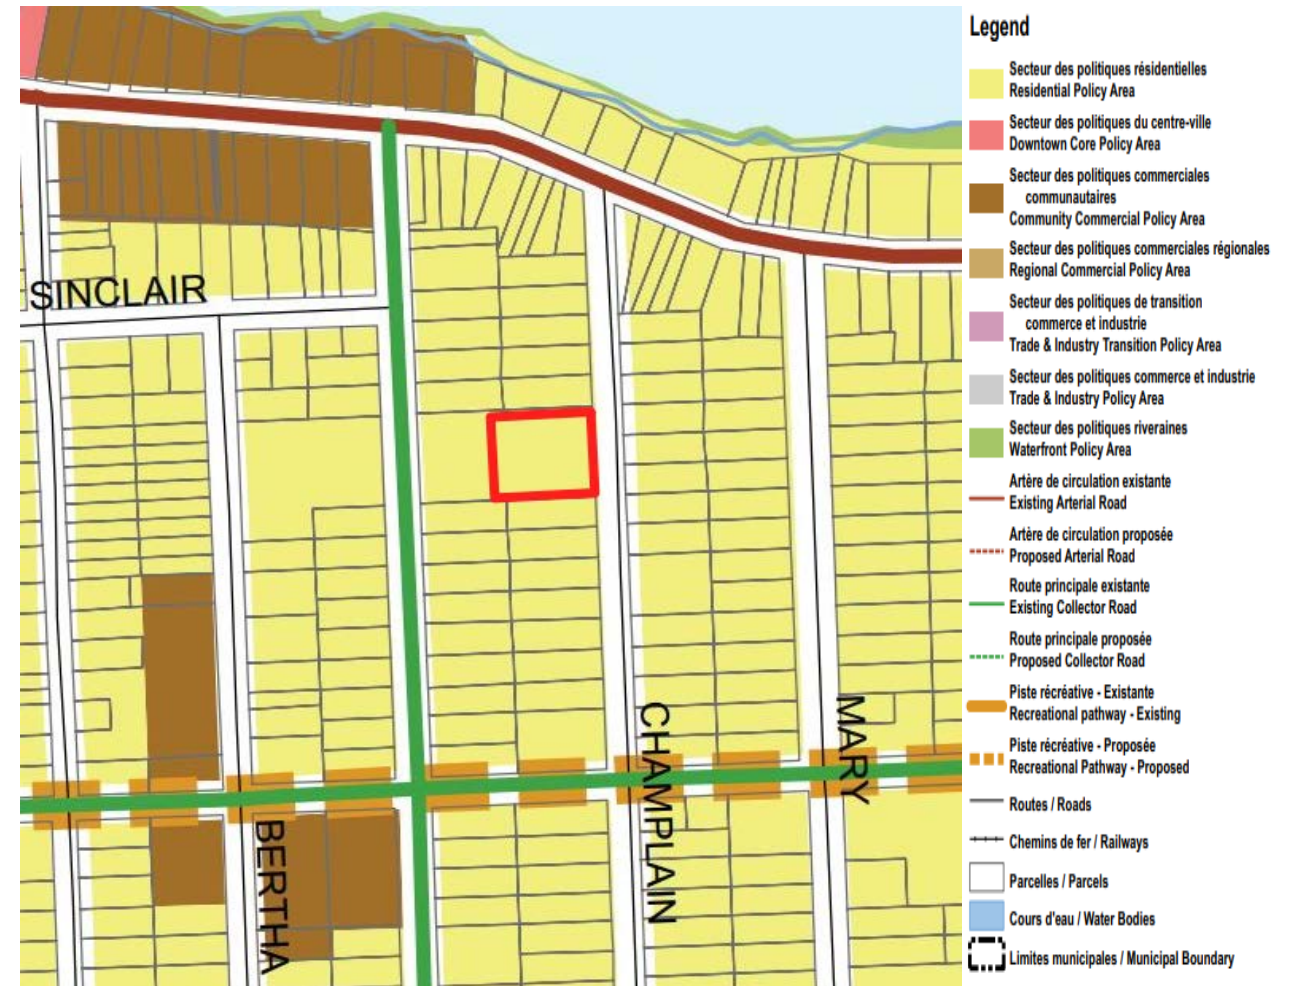 SINCLAIR
CHAMPLAIN
MARY
BERTHA
Legend
Secteur des politiques résidentielles
Residential Policy Area
Secteur des politiques du centre-ville
Downtown Core Policy Area
Secteur des politiques commerciales
communautaires
Community Commercial Policy Area
Secteur des politiques commerciales régionales
Regional Commercial Policy Area
Secteur des politiques de transition
commerce et industrie
Trade & Industry Transition Policy Area
Secteur des politiques commerce et industrie
Trade & Industry Policy Area
Secteur des politiques riveraines
Waterfront Policy Area
Artère de circulation existante
Existing Arterial Road
Artère de circulation proposée
Proposed Arterial Road
Route principale existante
Existing Collector Road
Route principale proposée
Proposed Collector Road
Piste récréative - Existante
Recreational pathway - Existing
Piste récréative - Proposée
Recreational Pathway - Proposed
Routes / Roads
Chemins de fer / Railways
Parcelles / Parcels
Cours d'eau / Water Bodies
Limites municipales / Municipal Boundary